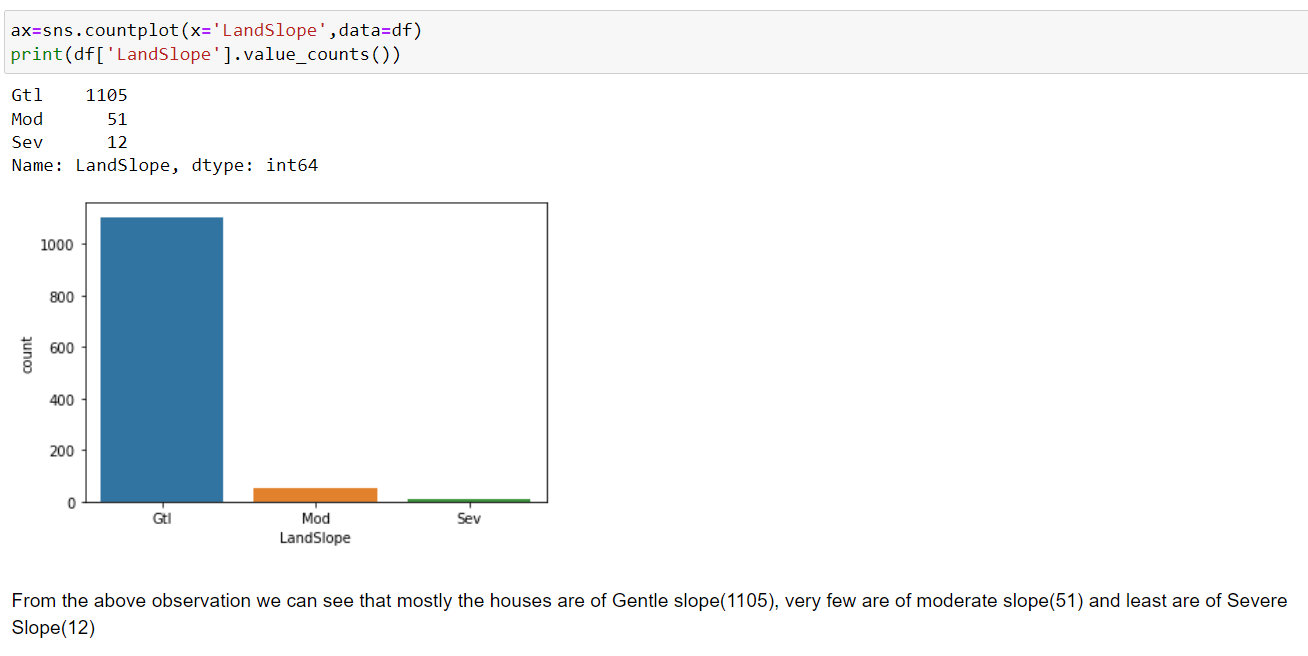 ax=sns.countplot(x='LandSlope',data=df)
print(df['LandSlope'].value_counts())
Gtl    1105
Mod      51
Sev      12
Name: LandSlope, dtype: int64
1000
800
600
400
200
0
count
Gtl Mod Sev
LandSlope
From the above observation we can see that mostly the houses are of Gentle slope(1105), very few are of moderate slope(51) and least are of Severe
Slope(12)